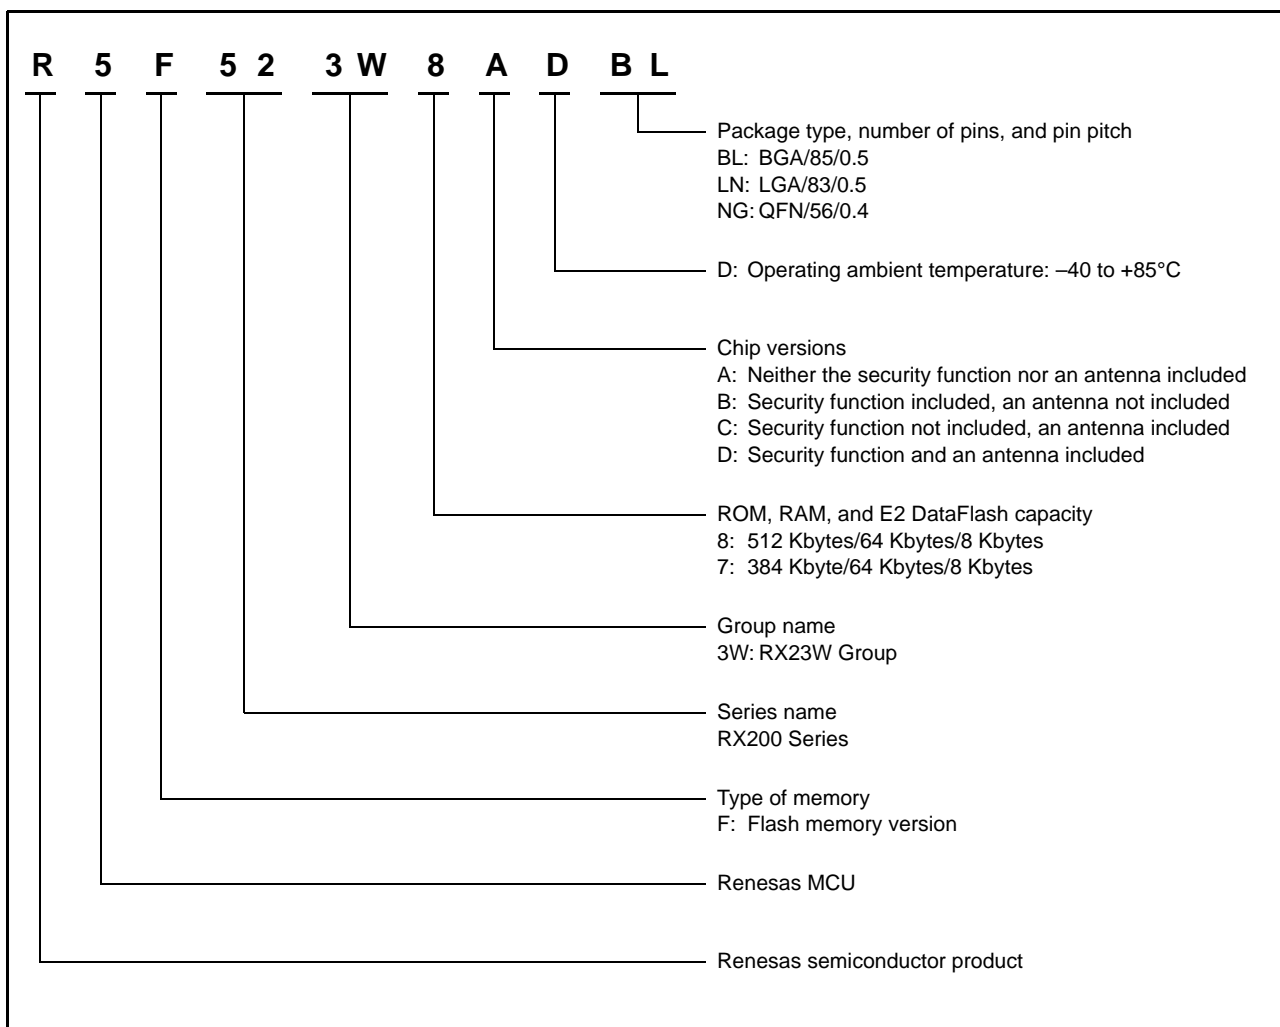 R 5 F 5 2 3 W 8 A D B L
Package type, number of pins, and pin pitch
BL: BGA/85/0.5
LN: LGA/83/0.5
NG: QFN/56/0.4
D: Operating ambient temperature: –40 to +85°C
Chip versions
A: Neither the security function nor an antenna included
B: Security function included, an antenna not included
C: Security function not included, an antenna included
D: Security function and an antenna included
ROM, RAM, and E2 DataFlash capacity
8: 512 Kbytes/64 Kbytes/8 Kbytes
7: 384 Kbyte/64 Kbytes/8 Kbytes
Group name
3W: RX23W Group
Series name
RX200 Series
Type of memory
F: Flash memory version
Renesas MCU
Renesas semiconductor product